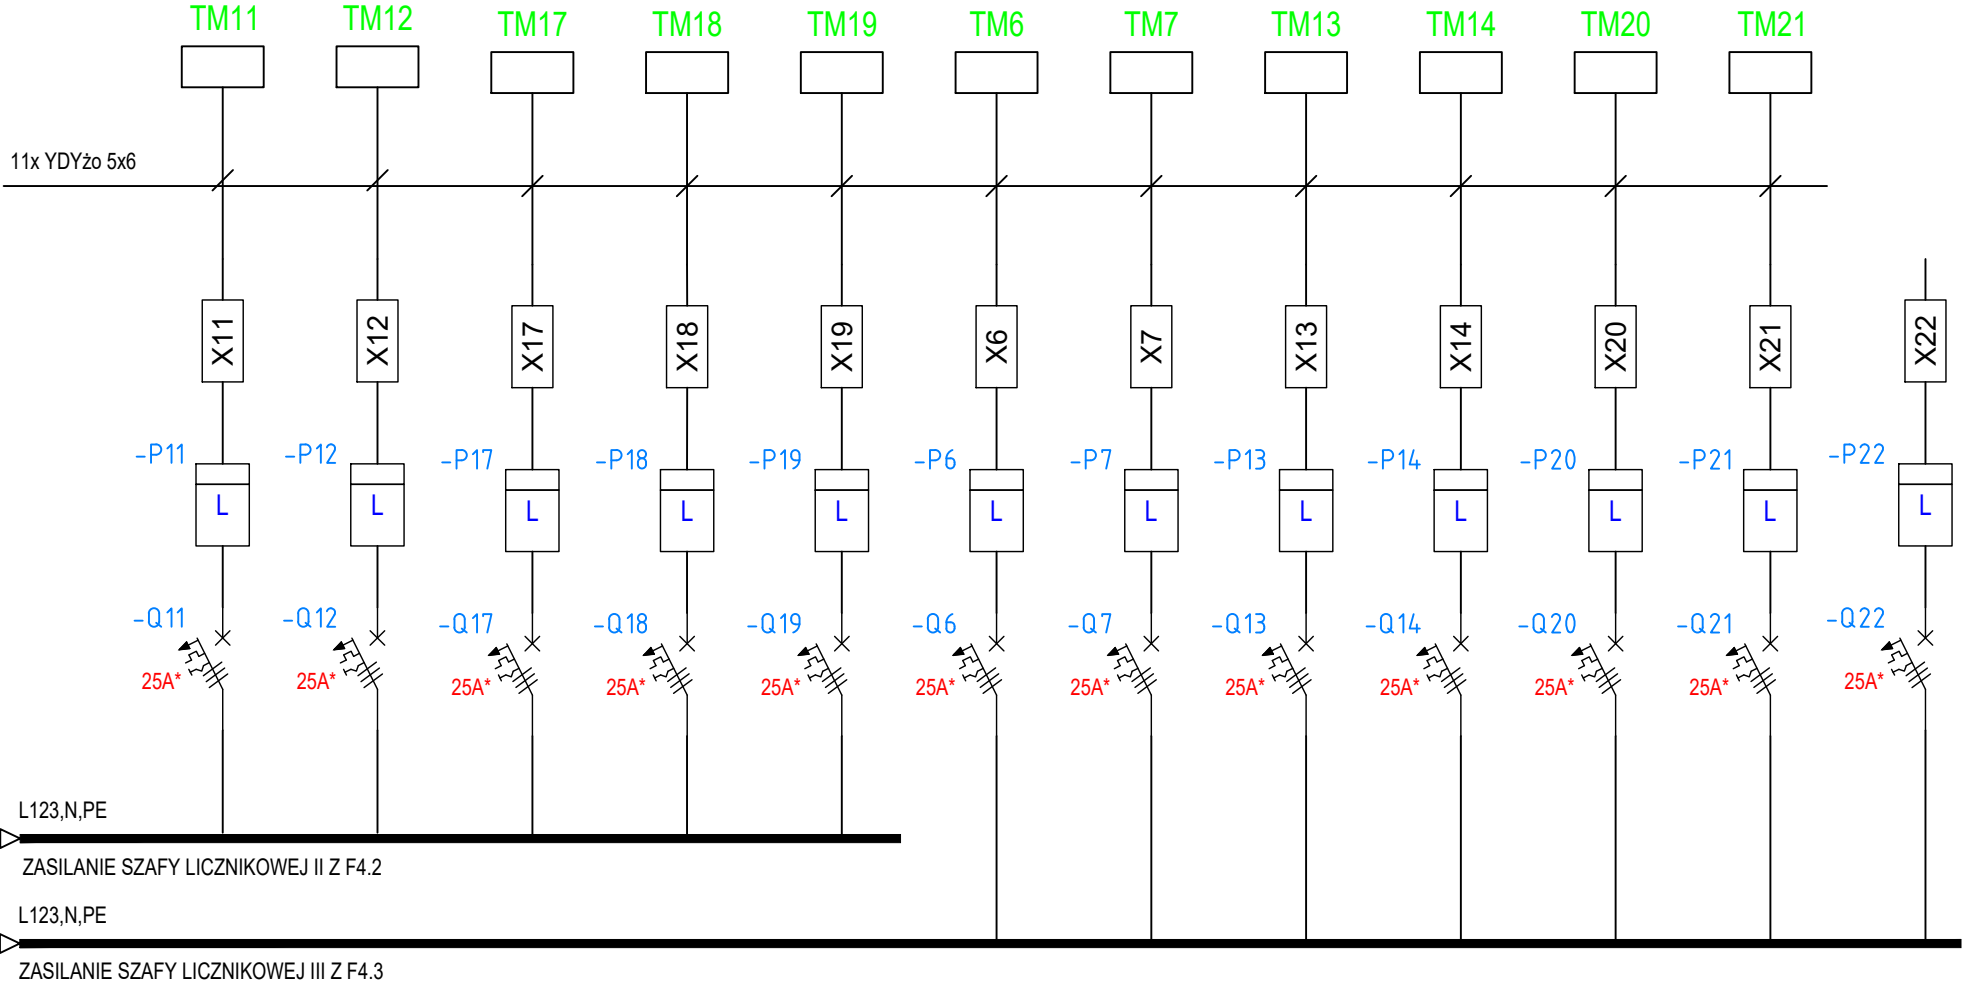 TM11 TM12 TM17 TM18 TM19 TM6 TM7 TM13 TM14 TM20 TM21
11x YDYżo 5x6
X11 X12 X17 X18 X19 X6 X7 X13 X14 X20 X21 X22
-P11 -P12 -P17 -P18 -P19 -P6 -P7 -P13 -P14 -P20 -P21 -P22
L L L L L L L L L L L L
-Q11 -Q12 -Q17 -Q18 -Q19 -Q6 -Q7 -Q13 -Q14 -Q20 -Q21 -Q22
25A* 25A* 25A* 25A* 25A* 25A* 25A* 25A* 25A* 25A* 25A* 25A*
L123,N,PE
ZASILANIE SZAFY LICZNIKOWEJ II Z F4.2
L123,N,PE
ZASILANIE SZAFY LICZNIKOWEJ III Z F4.3